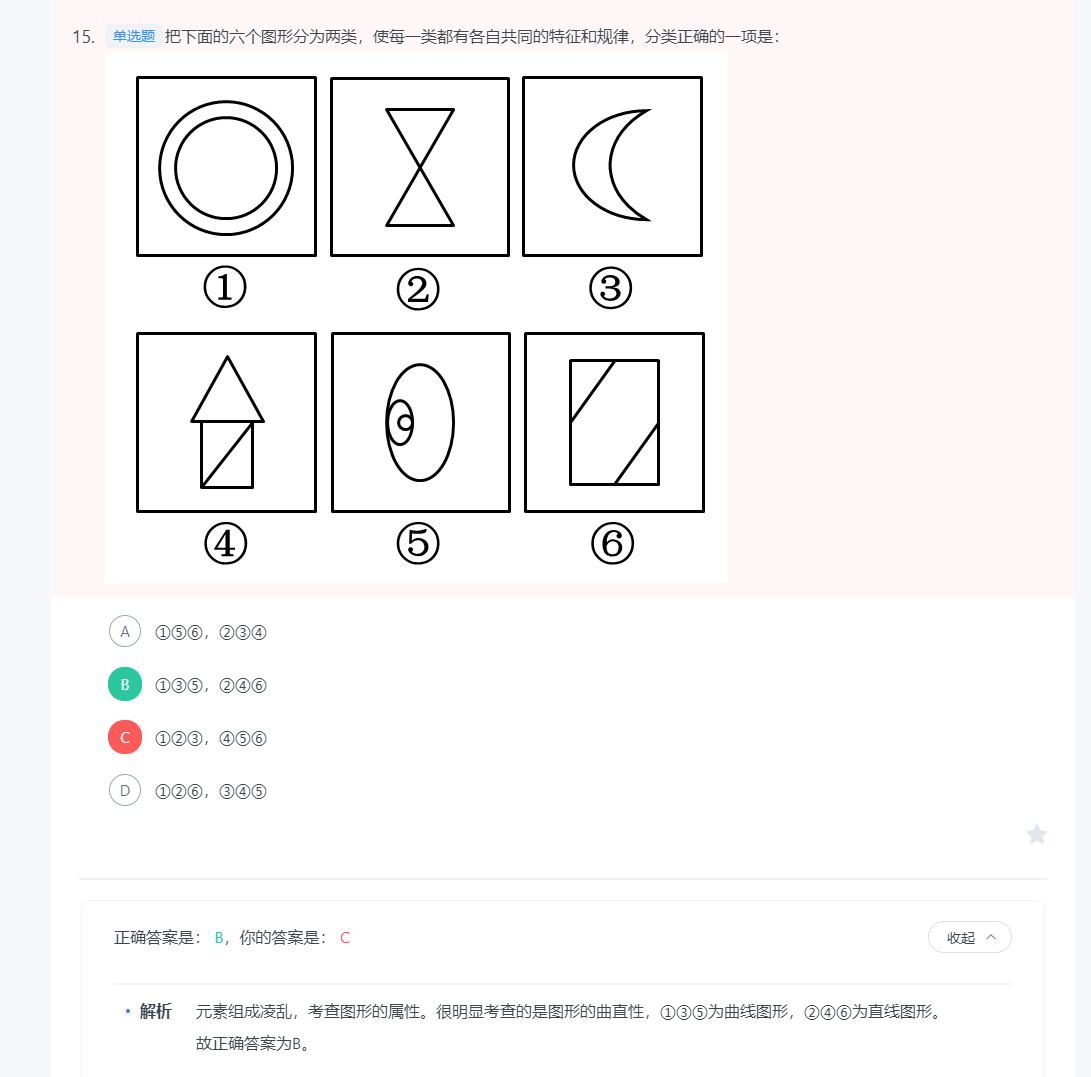 15. 单选题 把下面的六个图形分为两类，使每一类都有各自共同的特征和规律，分类正确的一项是：
① ② ③
④ ⑤ ⑥
A ①⑤⑥，②③④
B ①③⑤，②④⑥
C ①②③，④⑤⑥
D ①②⑥，③④⑤
正确答案是： B，你的答案是： C 收起
• 解析 元素组成凌乱，考查图形的属性。很明显考查的是图形的曲直性，①③⑤为曲线图形，②④⑥为直线图形。
故正确答案为B。